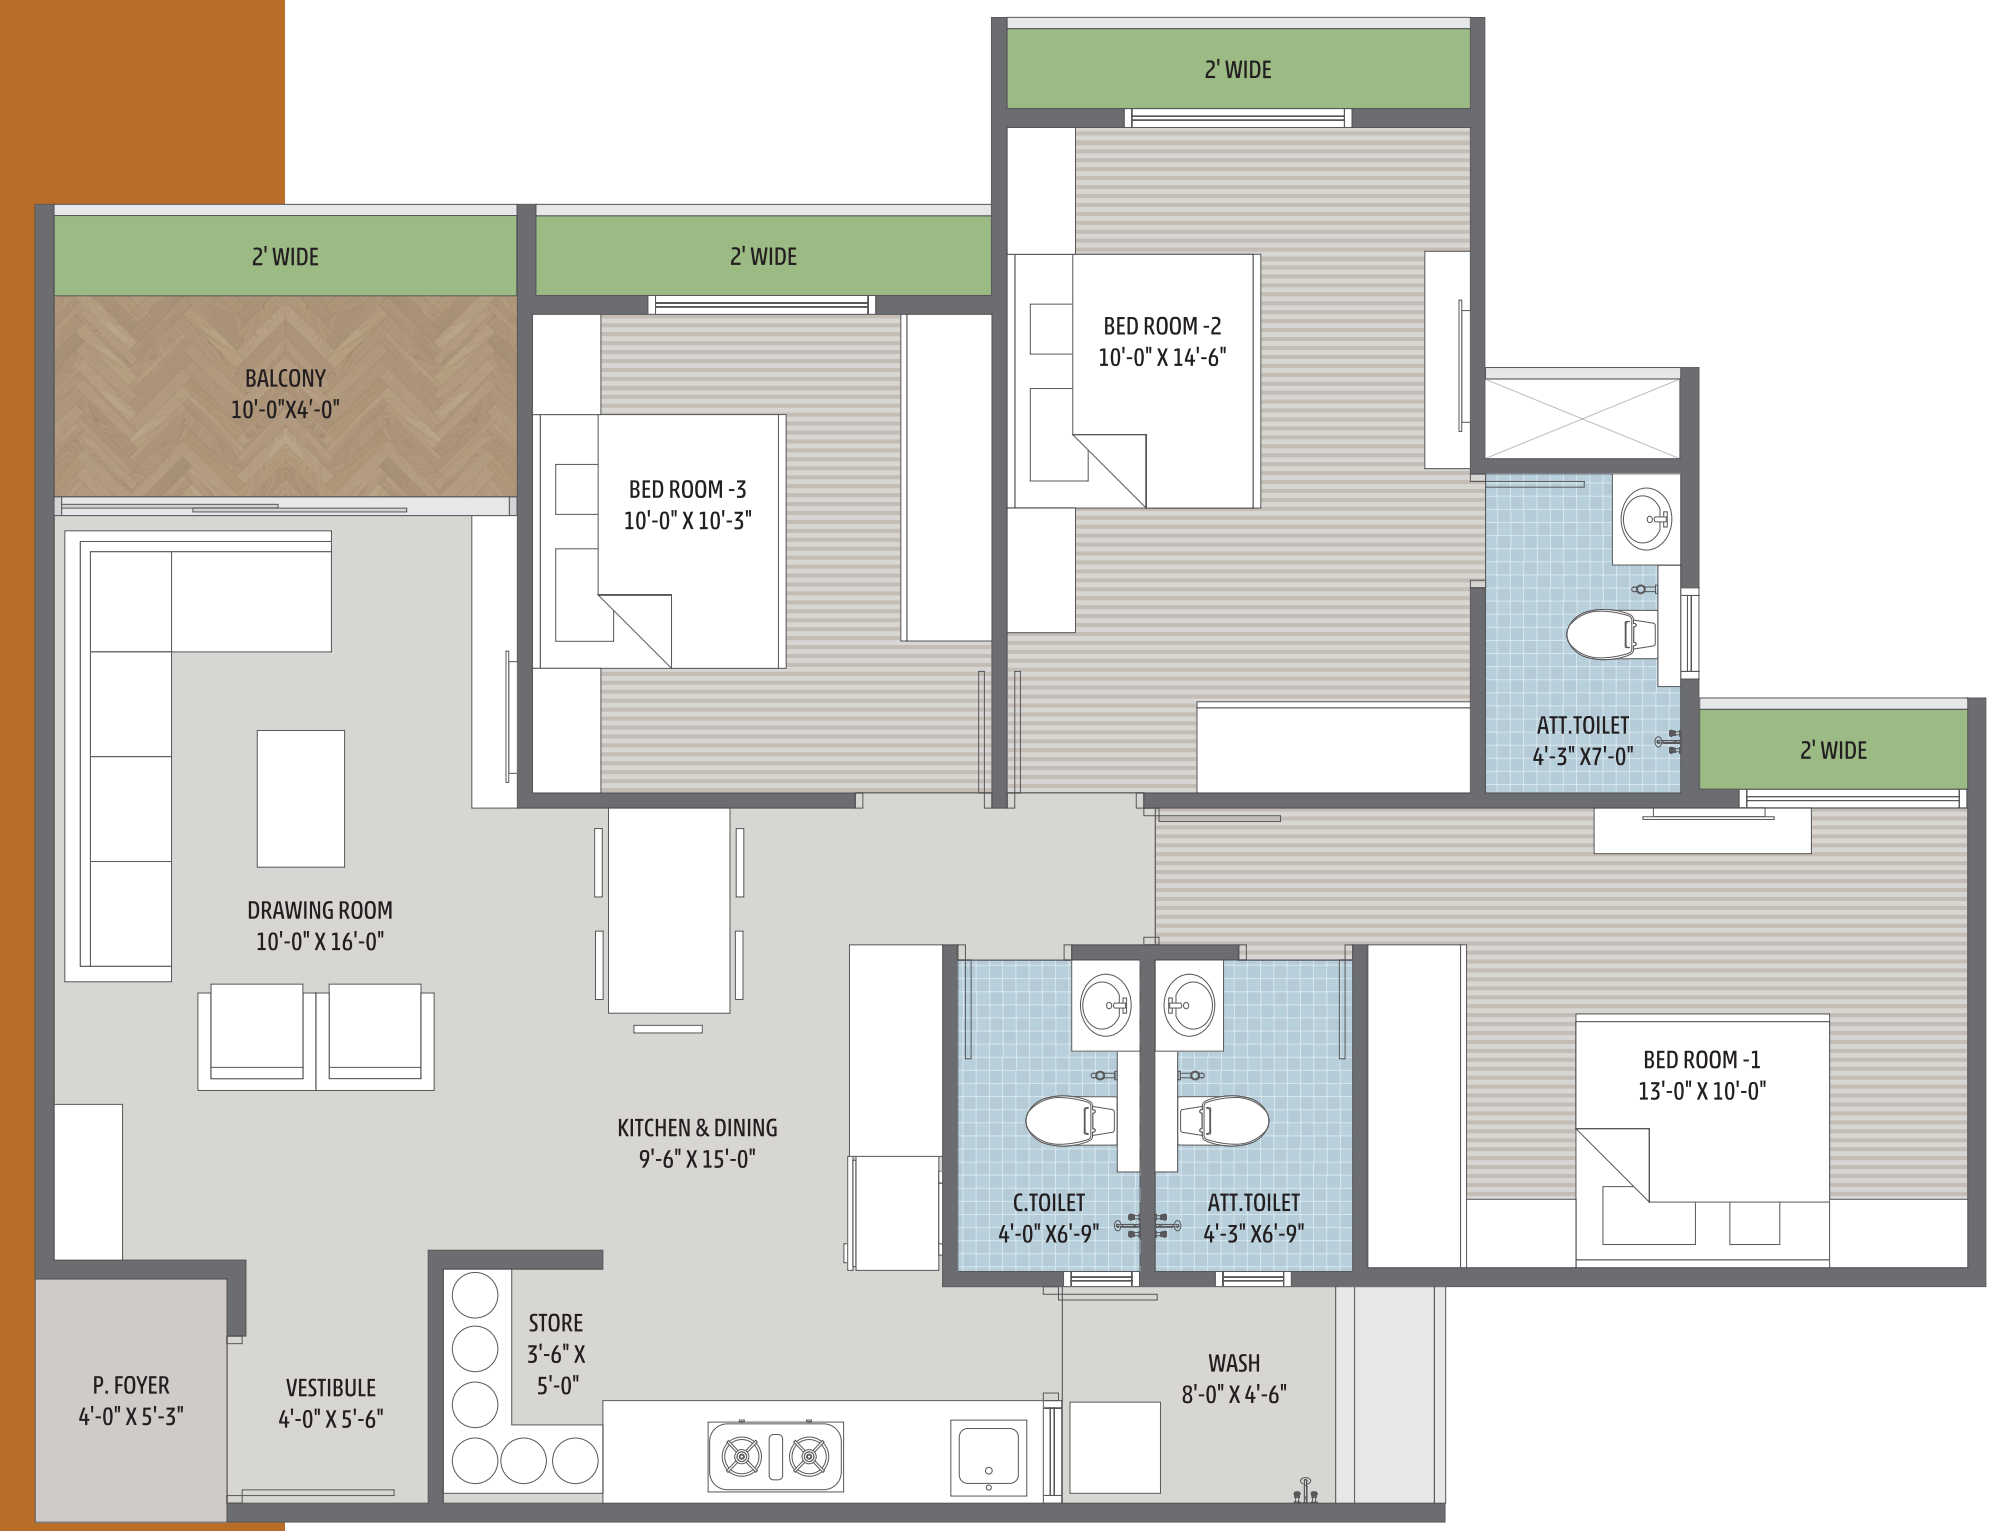 2' WIDE
2' WIDE
2' WIDE
BALCONY
10'-0"X4'-0"
BED ROOM -2
10'-0" X 14'-6"
BED ROOM -3
10'-0" X 10'-3"
ATT.TOILET
4'-3" X7'-0"
2' WIDE
DRAWING ROOM
10'-0" X 16'-0"
BED ROOM -1
13'-0" X 10'-0"
KITCHEN & DINING
9'-6" X 15'-0"
C.TOILET
4'-0" X6'-9"
ATT.TOILET
4'-3" X6'-9"
STORE
3'-6" X
5'-0"
WASH
8'-0" X 4'-6"
P. FOYER
4'-0" X 5'-3"
VESTIBULE
4'-0" X 5'-6"